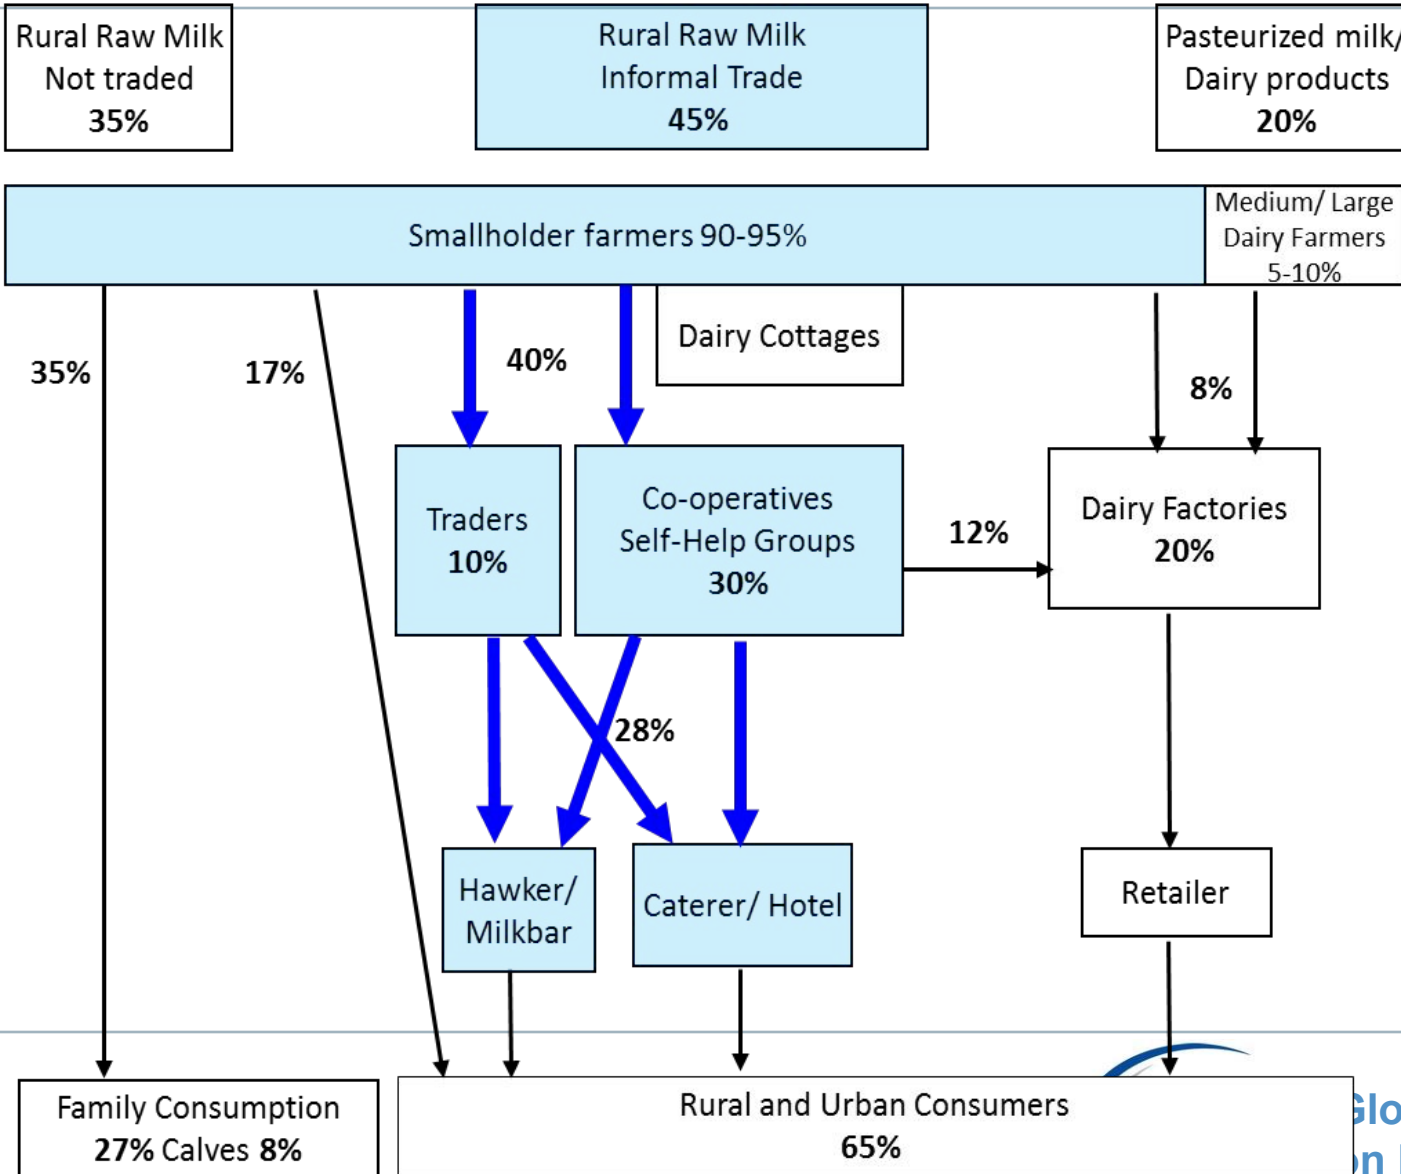 Rural Raw Milk
Not traded
35%
Rural Raw Milk
Informal Trade
45%
Pasteurized milk/
Dairy products
20%
Smallholder farmers 90-95%
Medium/ Large
Dairy Farmers
5-10%
35%
17%
40%
Dairy Cottages
8%
Traders
10%
Co-operatives
Self-Help Groups
30%
12%
Dairy Factories
20%
28%
Hawker/
Milkbar
Caterer/ Hotel
Retailer
Family Consumption
27% Calves 8%
Rural and Urban Consumers
65%